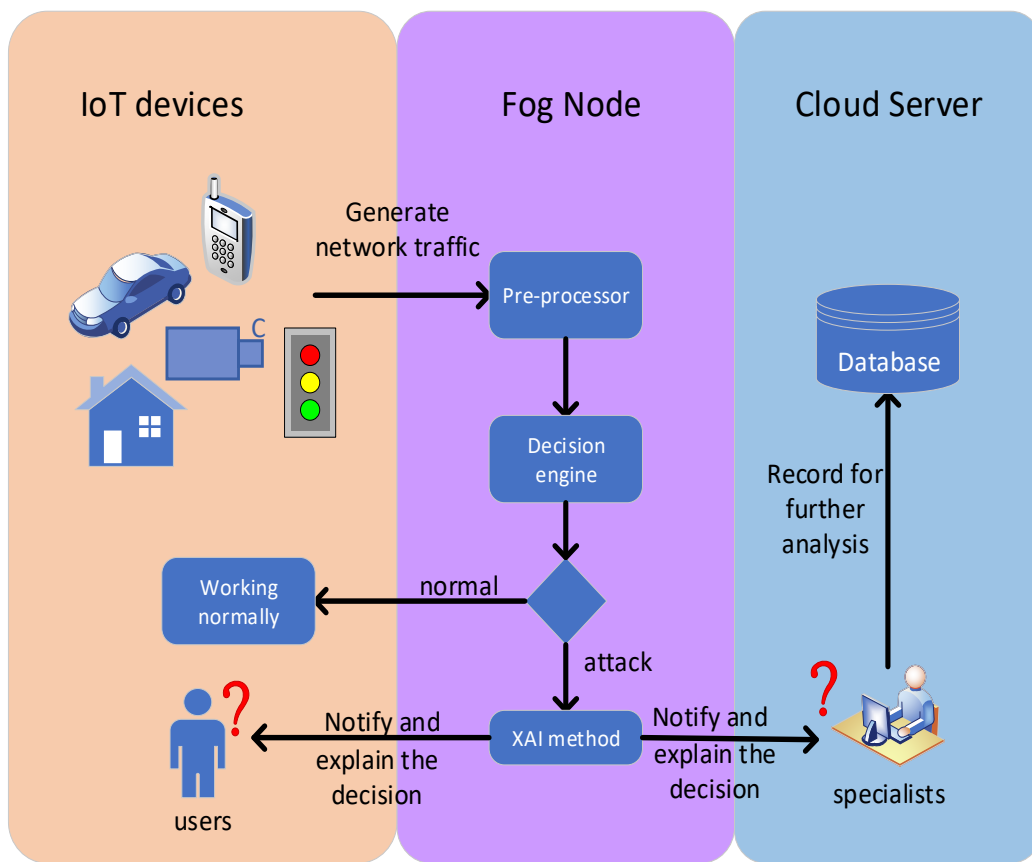 IoT devices
Fog Node
Cloud Server
Generate
network traffic
C
Pre-processor
Database
Decision
engine
Record for
further
analysis
Working
normally
normal
attack
?
Notify and
explain the
decision
XAI method
Notify and
explain the
decision
?
users
specialists